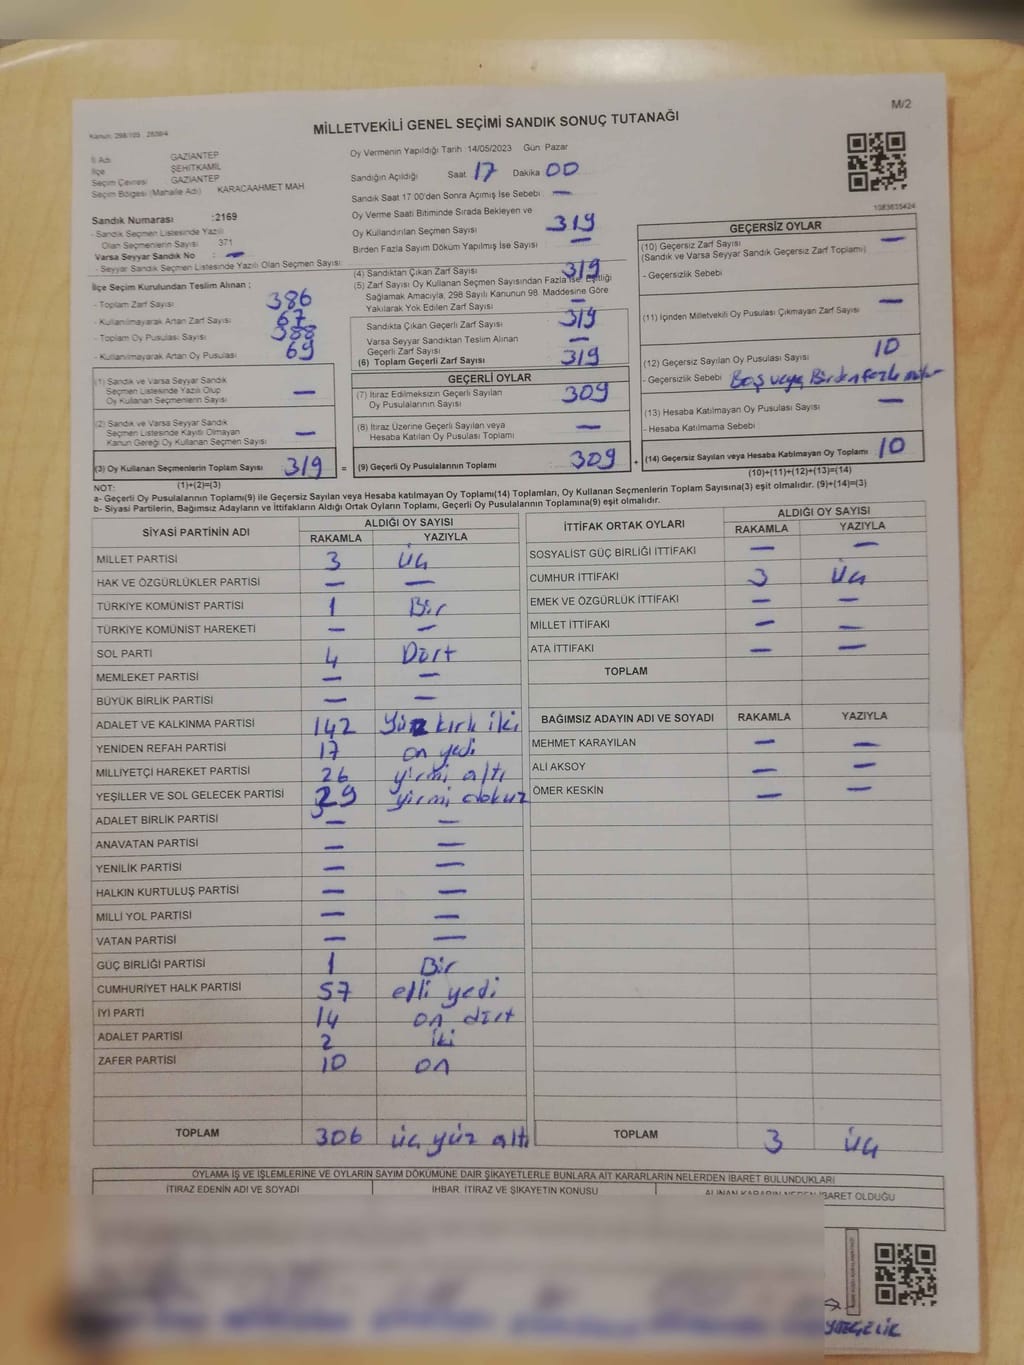 M/2
Kanun: 298/105 , 2839/4
MİLLETVEKİLİ GENEL SEÇİMİ SANDIK SONUÇ TUTANAĞI
İl Adı GAZİANTEP
İlçe ŞEHİTKAMİL
Seçim Çevresi GAZİANTEP
Seçim Bölgesi (Mahalle Adı) KARACAAHMET MAH.
Sandık Numarası :2169
- Sandık Seçmen Listesinde Yazılı
Olan Seçmenlerin Sayısı 371
Varsa Seyyar Sandık No : —
- Seyyar Sandık Seçmen Listesinde Yazılı Olan Seçmen Sayısı:
İlçe Seçim Kurulundan Teslim Alınan :
- Toplam Zarf Sayısı 386
- Kullanılmayarak Artan Zarf Sayısı 67
- Toplam Oy Pusulası Sayısı 388
- Kullanılmayarak Artan Oy Pusulası 69
(1) Sandık ve Varsa Seyyar Sandık
Seçmen Listesinde Yazılı Olup
Oy Kullanan Seçmenlerin Sayısı —
(2) Sandık ve Varsa Seyyar Sandık
Seçmen Listesinde Kayıtlı Olmayan
Kanun Gereği Oy Kullanan Seçmen Sayısı —
(3) Oy Kullanan Seçmenlerin Toplam Sayısı 319 =
(1)+(2)=(3)
Oy Vermenin Yapıldığı Tarih :14/05/2023 Gün Pazar
Sandığın Açıldığı Saat 17 Dakika 00
Sandık Saat 17:00'den Sonra Açımış İse Sebebi —
Oy Verme Saati Bitiminde Sırada Bekleyen ve
Oy Kullandırılan Seçmen Sayısı 319
Birden Fazla Sayım Döküm Yapılmış İse Sayısı —
(4) Sandıktan Çıkan Zarf Sayısı 319
(5) Zarf Sayısı Oy Kullanan Seçmen Sayısından Fazla ise, Eşitliği
Sağlamak Amacıyla, 298 Sayılı Kanunun 98. Maddesine Göre
Yakılarak Yok Edilen Zarf Sayısı —
Sandıkta Çıkan Geçerli Zarf Sayısı 319
Varsa Seyyar Sandıktan Teslim Alınan
Geçerli Zarf Sayısı —
(6) Toplam Geçerli Zarf Sayısı 319
GEÇERLİ OYLAR
(7) İtiraz Edilmeksizin Geçerli Sayılan
Oy Pusulalarının Sayısı 309
(8) İtiraz Üzerine Geçerli Sayılan veya
Hesaba Katılan Oy Pusulası Toplamı —
(9) Geçerli Oy Pusulalarının Toplamı 309 +
1083635424
GEÇERSİZ OYLAR
(10) Geçersiz Zarf Sayısı —
(Sandık ve Varsa Seyyar Sandık Geçersiz Zarf Toplamı)
- Geçersizlik Sebebi
(11) İçinden Milletvekili Oy Pusulası Çıkmayan Zarf Sayısı —
(12) Geçersiz Sayılan Oy Pusulası Sayısı 10
- Geçersizlik Sebebi Boş veya Birden fazla
(13) Hesaba Katılmayan Oy Pusulası Sayısı —
- Hesaba Katılmama Sebebi
(14) Geçersiz Sayılan veya Hesaba Katılmayan Oy Toplamı 10
(10)+(11)+(12)+(13)=(14)
NOT:
a- Geçerli Oy Pusulalarının Toplamı(9) ile Geçersiz Sayılan veya Hesaba katılmayan Oy Toplamı(14) Toplamları, Oy Kullanan Seçmenlerin Toplam Sayısına(3) eşit olmalıdır. (9)+(14)=(3)
b- Siyasi Partilerin, Bağımsız Adayların ve İttifakların Aldığı Ortak Oyların Toplamı, Geçerli Oy Pusulalarının Toplamına(9) eşit olmalıdır.
SİYASİ PARTİNİN ADI ALDIĞI OY SAYISI
RAKAMLA YAZIYLA
MİLLET PARTİSİ 3 üç
HAK VE ÖZGÜRLÜKLER PARTİSİ — —
TÜRKİYE KOMÜNİST PARTİSİ 1 Bir
TÜRKİYE KOMÜNİST HAREKETİ — —
SOL PARTİ 4 Dört
MEMLEKET PARTİSİ — —
BÜYÜK BİRLİK PARTİSİ — —
ADALET VE KALKINMA PARTİSİ 142 Yüz kırk iki
YENİDEN REFAH PARTİSİ 17 on yedi
MİLLİYETÇİ HAREKET PARTİSİ 26 yirmi altı
YEŞİLLER VE SOL GELECEK PARTİSİ 29 yirmi dokuz
ADALET BİRLİK PARTİSİ — —
ANAVATAN PARTİSİ — —
YENİLİK PARTİSİ — —
HALKIN KURTULUŞ PARTİSİ — —
MİLLİ YOL PARTİSİ — —
VATAN PARTİSİ — —
GÜÇ BİRLİĞİ PARTİSİ 1 Bir
CUMHURİYET HALK PARTİSİ 57 elli yedi
İYİ PARTİ 14 on dört
ADALET PARTİSİ 2 iki
ZAFER PARTİSİ 10 on
TOPLAM 306 üç yüz altı
İTTİFAK ORTAK OYLARI ALDIĞI OY SAYISI
RAKAMLA YAZIYLA
SOSYALİST GÜÇ BİRLİĞİ İTTİFAKI — —
CUMHUR İTTİFAKI 3 üç
EMEK VE ÖZGÜRLÜK İTTİFAKI — —
MİLLET İTTİFAKI — —
ATA İTTİFAKI — —
TOPLAM
BAĞIMSIZ ADAYIN ADI VE SOYADI RAKAMLA YAZIYLA
MEHMET KARAYILAN — —
ALİ AKSOY — —
ÖMER KESKİN — —
TOPLAM 3 üç
OYLAMA İŞ VE İŞLEMLERİNE VE OYLARIN SAYIM DÖKÜMÜNE DAİR ŞİKAYETLERLE BUNLARA AİT KARARLARIN NELERDEN İBARET BULUNDUKLARI
İTİRAZ EDENİN ADI VE SOYADI İHBAR, İTİRAZ VE ŞİKAYETİN KONUSU ALINAN KARARIN NEDEN İBARET OLDUĞU